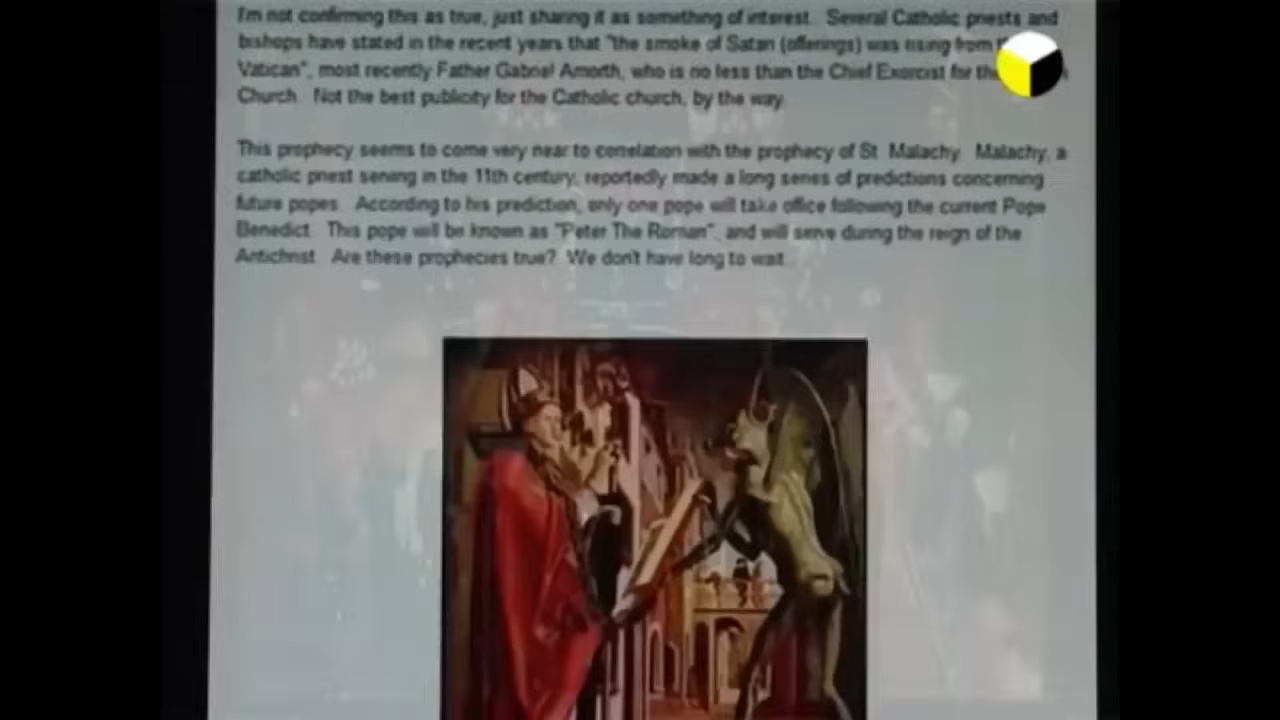 I'm not confirming this as true, just sharing it as something of interest. Several Catholic priests and
bishops have stated in the recent years that "the smoke of Satan (offerings) was rising from
Vatican", most recently Father Gabriel Amorth, who is no less than the Chief Exorcist for the
Church. Not the best publicity for the Catholic church, by the way.
This prophecy seems to come very near to correlation with the prophecy of St. Malachy. Malachy, a
catholic priest serving in the 11th century, reportedly made a long series of predictions concerning
future popes. According to his prediction, only one pope will take office following the current Pope
Benedict. This pope will be known as "Peter The Roman", and will serve during the reign of the
Antichrist. Are these prophecies true? We don't have long to wait...